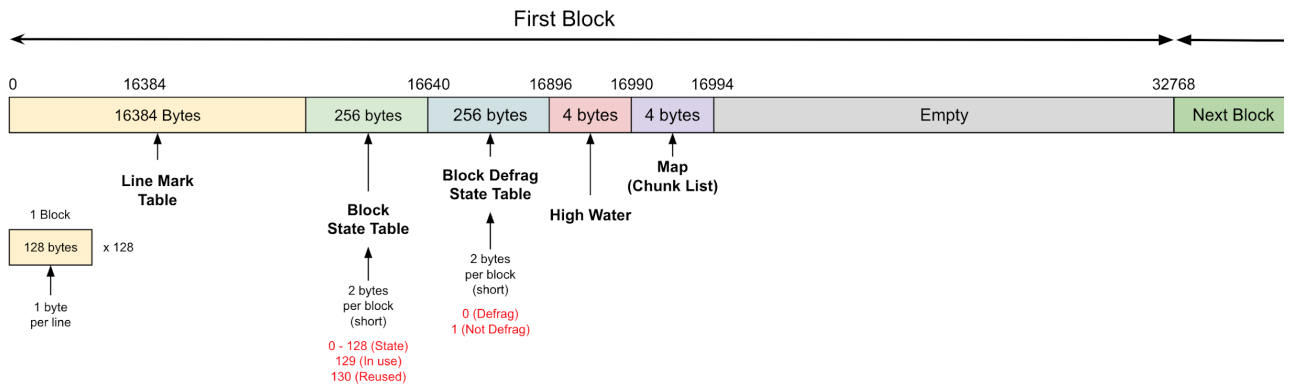 First Block
0
16384
16640
16896
16990
16994
32768
16384 Bytes
256 bytes
256 bytes
4 bytes
4 bytes
Empty
Next Block
Line Mark
Table
Block
State Table
Block Defrag
State Table
High Water
Map
(Chunk List)
1 Block
128 bytes
x 128
1 byte
per line
2 bytes
per block
(short)
0 - 128 (State)
129 (In use)
130 (Reused)
2 bytes
per block
(short)
0 (Defrag)
1 (Not Defrag)